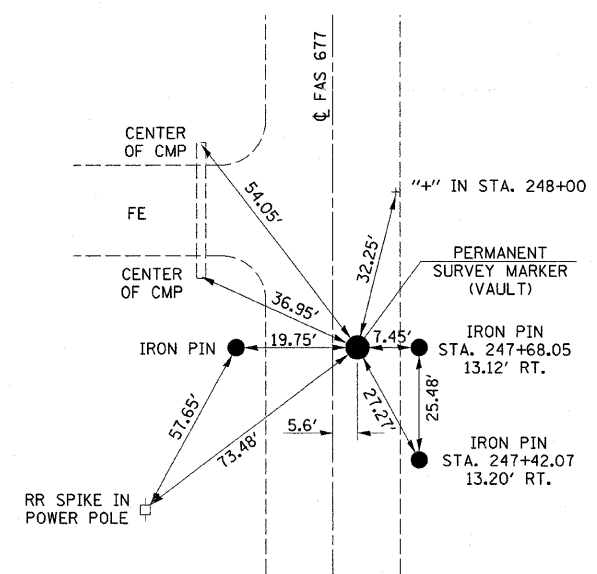 ℄ FAS 677
CENTER
OF CMP
54.05'
"+" IN STA. 248+00
FE
32.25'
PERMANENT
SURVEY MARKER
(VAULT)
CENTER
OF CMP
36.95'
IRON PIN
19.75'
7.45'
IRON PIN
STA. 247+68.05
13.12' RT.
57.65'
73.48'
5.6'
27.27'
25.48'
IRON PIN
STA. 247+42.07
13.20' RT.
RR SPIKE IN
POWER POLE